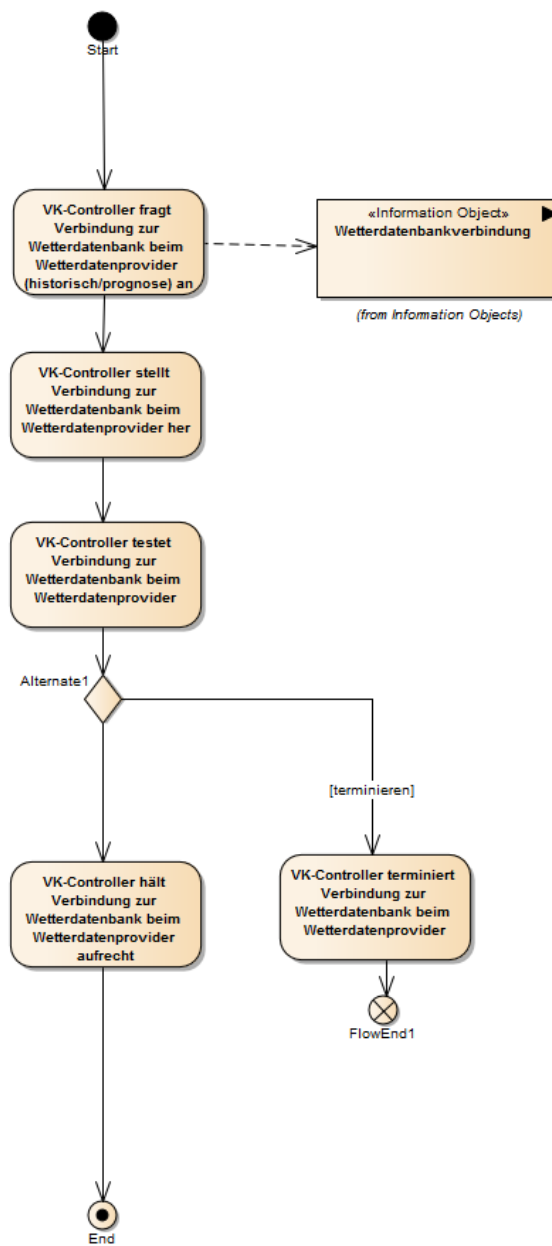 Start
VK-Controller fragt
Verbindung zur
Wetterdatenbank beim
Wetterdatenprovider
(historisch/prognose) an
«Information Object»
Wetterdatenbankverbindung
(from Information Objects)
VK-Controller stellt
Verbindung zur
Wetterdatenbank beim
Wetterdatenprovider her
VK-Controller testet
Verbindung zur
Wetterdatenbank beim
Wetterdatenprovider
Alternate1
[terminieren]
VK-Controller hält
Verbindung zur
Wetterdatenbank beim
Wetterdatenprovider
aufrecht
VK-Controller terminiert
Verbindung zur
Wetterdatenbank beim
Wetterdatenprovider
FlowEnd1
End